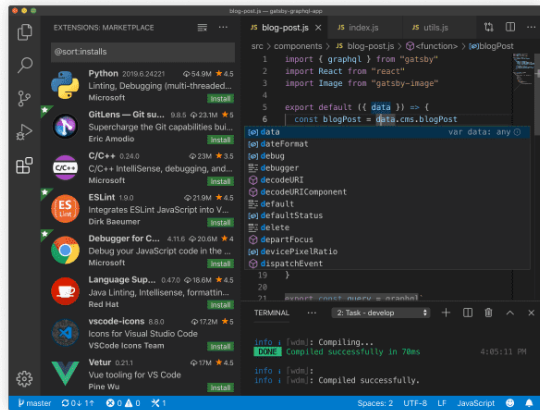 blog-post.js — gatsby-graphql-app
EXTENSIONS: MARKETPLACE
@sort:installs
Python 2019.6.24221 54.9M ★ 4.5
Linting, Debugging (multi-threaded...
Microsoft Install
GitLens — Git su... 9.8.5 23.1M ★ 5
Supercharge the Git capabilities bui...
Eric Amodio Install
C/C++ 0.24.0 23M ★ 3.5
C/C++ IntelliSense, debugging, and...
Microsoft Install
ESLint 1.9.0 21.9M ★ 4.5
Integrates ESLint JavaScript into V...
Dirk Baeumer Install
Debugger for C... 4.11.6 20.6M ★ 4
Debug your JavaScript code in the ...
Microsoft Install
Language Sup... 0.47.0 18.6M ★ 4.5
Java Linting, Intellisense, formattin...
Red Hat Install
vscode-icons 8.8.0 17.2M ★ 5
Icons for Visual Studio Code
VSCode Icons Team Install
Vetur 0.21.1 17M ★ 4.5
Vue tooling for VS Code
Pine Wu Install
JS blog-post.js JS index.js JS utils.js
src > components > JS blog-post.js > <function> > blogPost
1 import { graphql } from "gatsby"
2 import React from "react"
3 import Image from "gatsby-image"
4
5 export default ({ data }) => {
6 const blogPost = data.cms.blogPost
data var data: any
dateFormat
debug
debugger
decodeURI
decodeURIComponent
default
defaultStatus
delete
departFocus
devicePixelRatio
dispatchEvent
19 }
20
21 export const query = graphql`
TERMINAL ... 2: Task - develop
info : [wdm]: Compiling...
DONE Compiled successfully in 70ms 4:05:11 PM
info : [wdm]:
info : [wdm]: Compiled successfully.
master 0↓ 1↑ 0 0 1 Spaces: 2 UTF-8 LF JavaScript